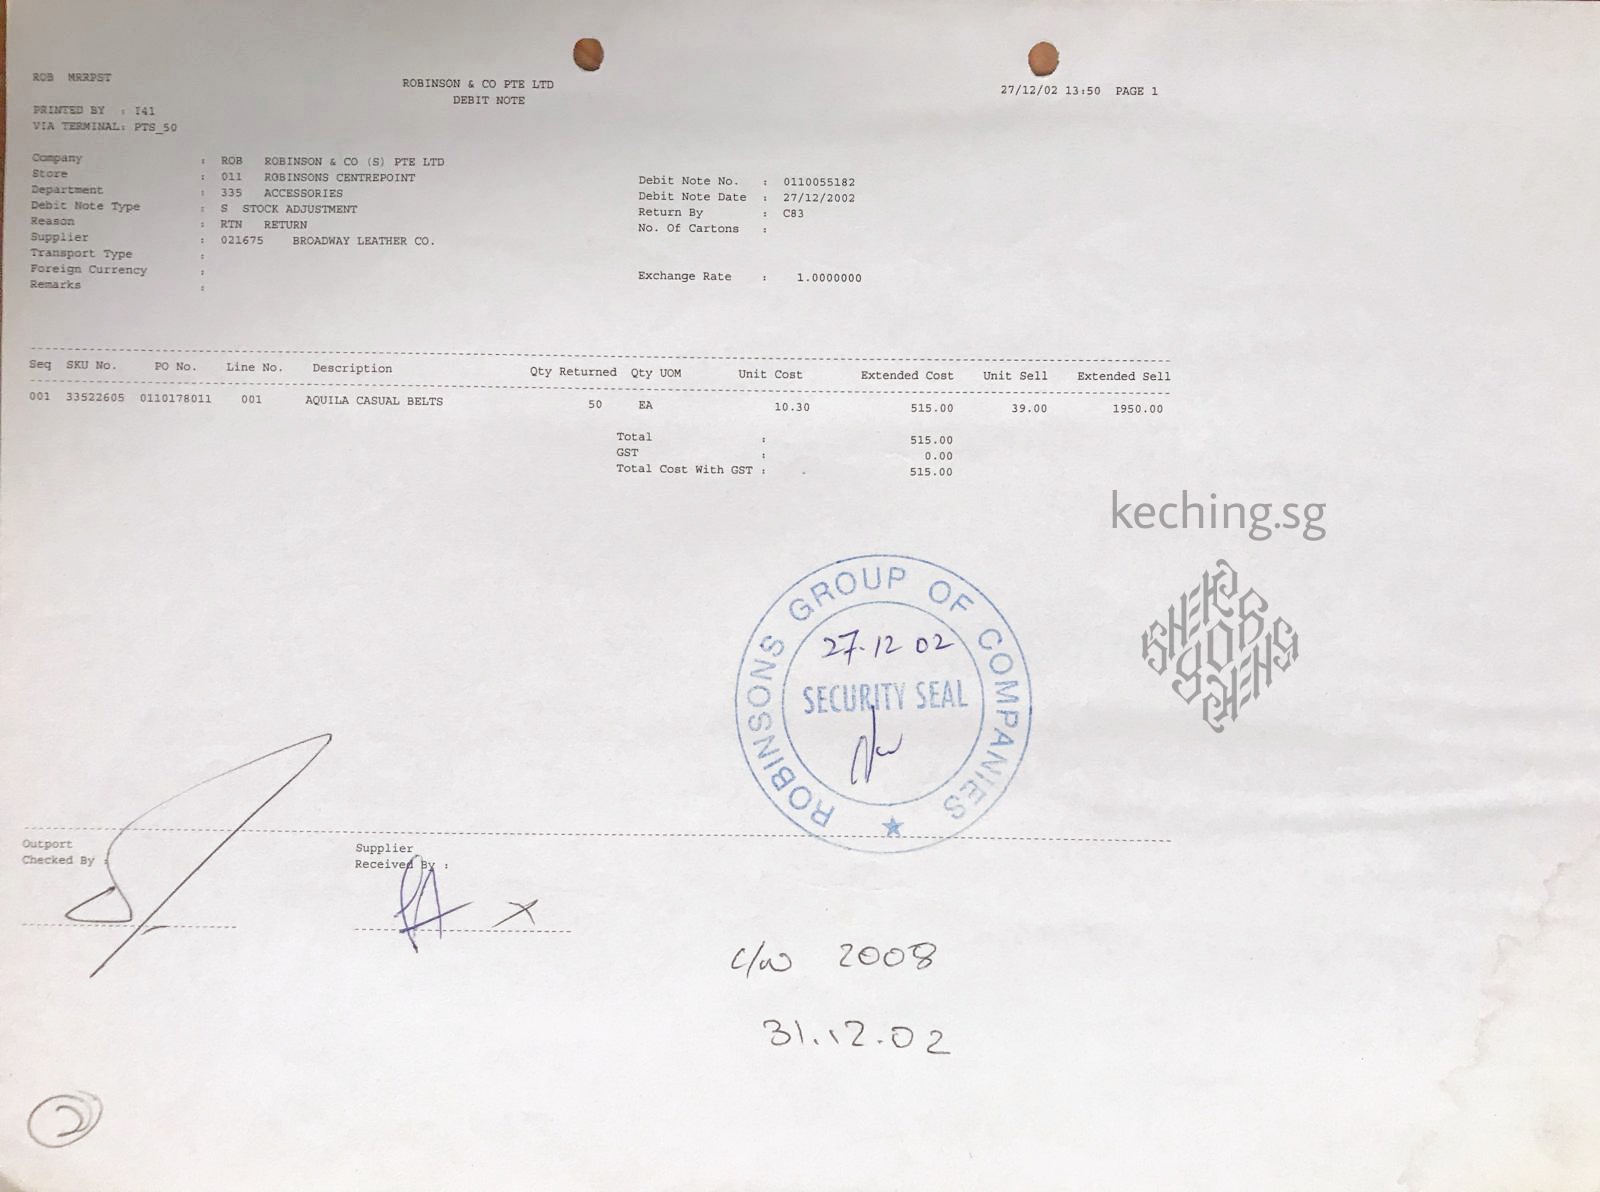 ROB MRRPST
ROBINSON & CO PTE LTD
DEBIT NOTE
27/12/02 13:50 PAGE 1
PRINTED BY : I41
VIA TERMINAL: PTS_50
Company : ROB ROBINSON & CO (S) PTE LTD
Store : 011 ROBINSONS CENTREPOINT
Department : 335 ACCESSORIES
Debit Note Type : S STOCK ADJUSTMENT
Reason : RTN RETURN
Supplier : 021675 BROADWAY LEATHER CO.
Transport Type :
Foreign Currency :
Remarks :
Debit Note No. : 0110055182
Debit Note Date : 27/12/2002
Return By : C83
No. Of Cartons :
Exchange Rate : 1.0000000
Seq SKU No. PO No. Line No. Description Qty Returned Qty UOM Unit Cost Extended Cost Unit Sell Extended Sell
001 33522605 0110178011 001 AQUILA CASUAL BELTS 50 EA 10.30 515.00 39.00 1950.00
Total : 515.00
GST : 0.00
Total Cost With GST : 515.00
keching.sg
ROBINSONS GROUP OF COMPANIES
27.12 02
SECURITY SEAL
Outport
Checked By :
Supplier
Received By :
c/w 2008
31.12.02
2